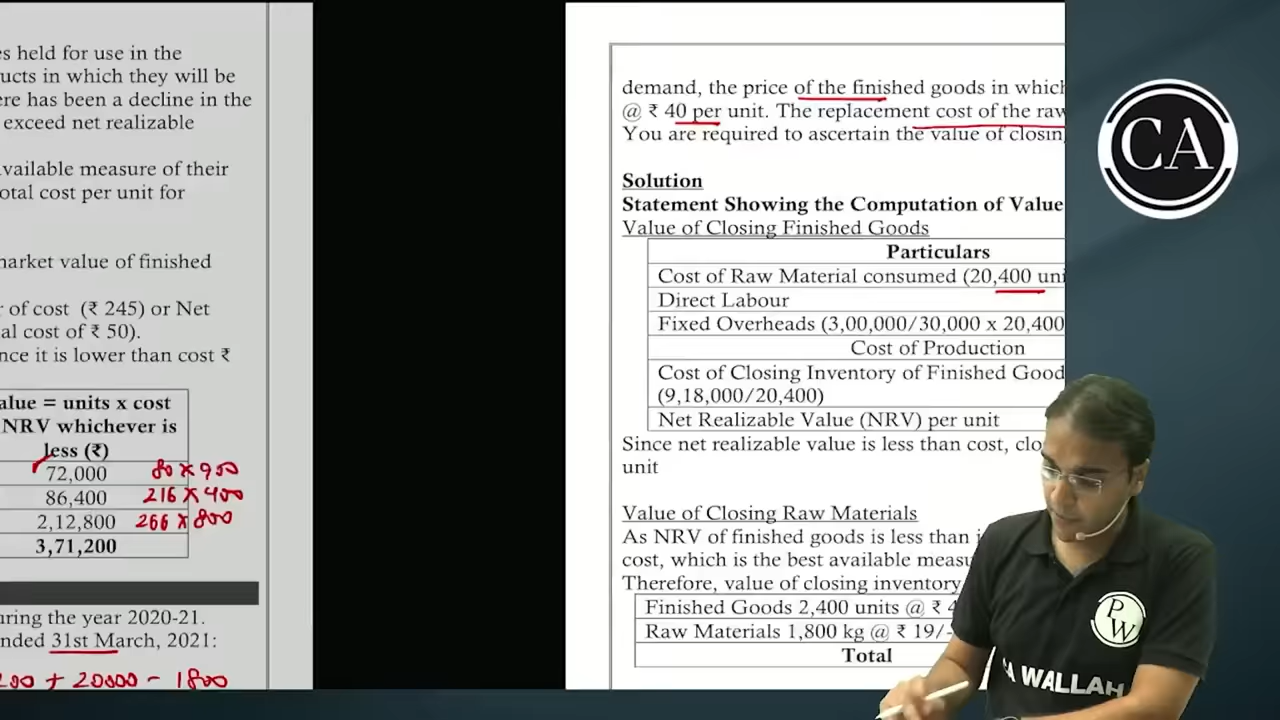 es held for use in the
ucts in which they will be
ere has been a decline in the
exceed net realizable
vailable measure of their
otal cost per unit for
narket value of finished
r of cost (₹ 245) or Net
al cost of ₹ 50).
nce it is lower than cost ₹
alue = units x cost
NRV whichever is
less (₹)
72,000 80 x 900
86,400 216 x 400
2,12,800 266 x 800
3,71,200
uring the year 2020-21.
ended 31st March, 2021:
200 + 20000 - 1800
demand, the price of the finished goods in which
@ ₹ 40 per unit. The replacement cost of the raw
You are required to ascertain the value of closing
Solution
Statement Showing the Computation of Value
Value of Closing Finished Goods
Particulars
Cost of Raw Material consumed (20,400 uni
Direct Labour
Fixed Overheads (3,00,000/30,000 x 20,400
Cost of Production
Cost of Closing Inventory of Finished Good
(9,18,000/20,400)
Net Realizable Value (NRV) per unit
Since net realizable value is less than cost, clo
unit
Value of Closing Raw Materials
As NRV of finished goods is less than i
cost, which is the best available measu
Therefore, value of closing inventory
Finished Goods 2,400 units @ ₹ 4
Raw Materials 1,800 kg @ ₹ 19/-
Total
CA
PW
CA WALLAH